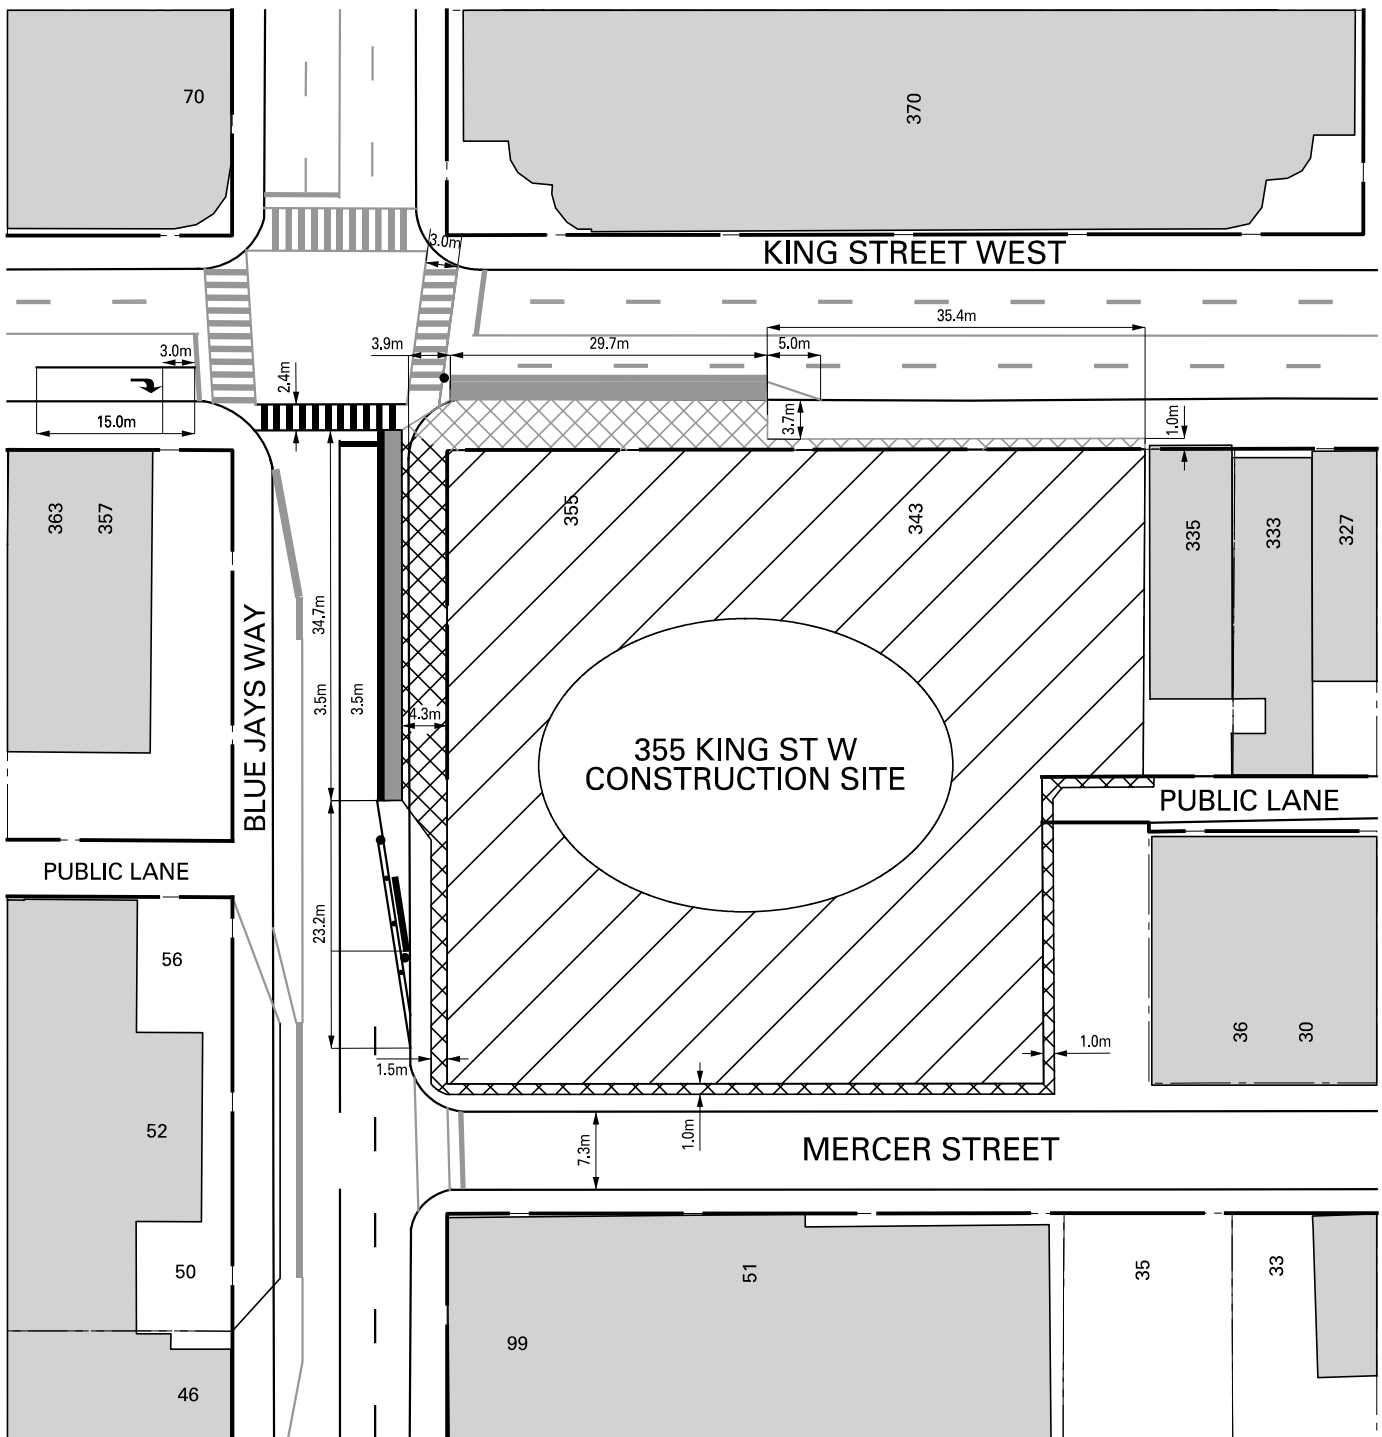 70
370
3.0m
KING STREET WEST
35.4m
3.9m
29.7m
5.0m
3.0m
2.4m
15.0m
3.7m
1.0m
363
357
355
343
335
333
327
BLUE JAYS WAY
34.7m
3.5m
3.5m
4.3m
355 KING ST W
CONSTRUCTION SITE
PUBLIC LANE
PUBLIC LANE
23.2m
56
36
30
1.0m
1.5m
52
7.3m
1.0m
MERCER STREET
50
51
35
33
99
46